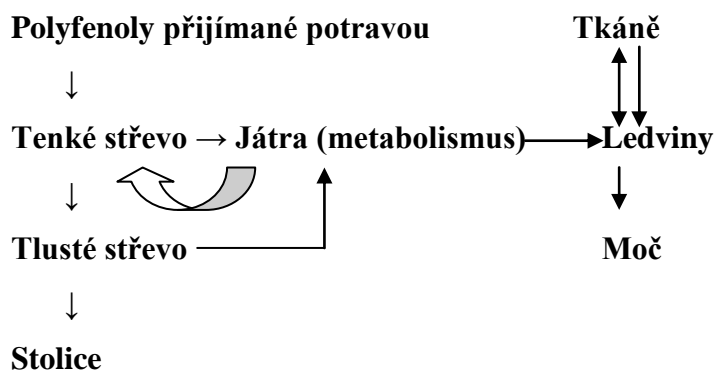 Polyfenoly přijímané potravou Tkáně
↓
Tenké střevo → Játra (metabolismus) Ledviny
↓
Tlusté střevo Moč
↓
Stolice